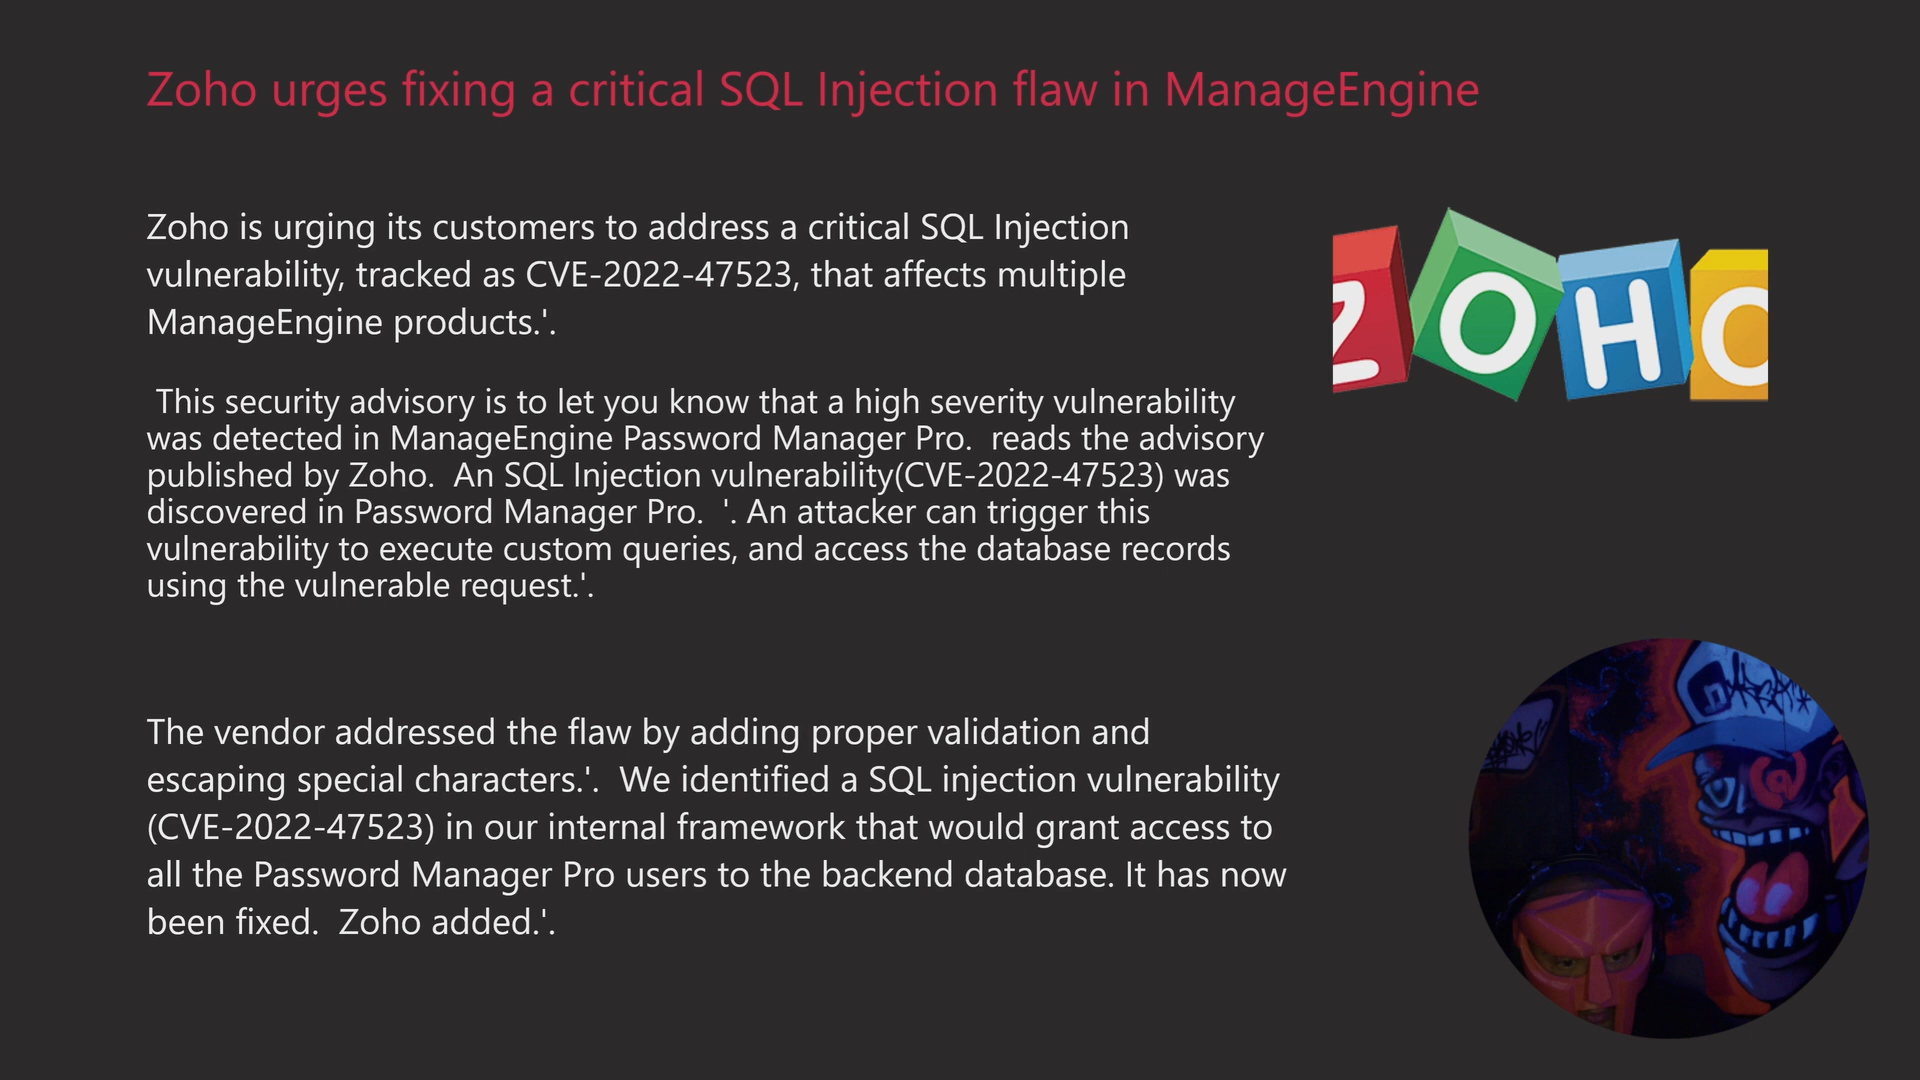 Zoho urges fixing a critical SQL Injection flaw in ManageEngine
Zoho is urging its customers to address a critical SQL Injection
vulnerability, tracked as CVE-2022-47523, that affects multiple
ManageEngine products.'.
ZOHO
This security advisory is to let you know that a high severity vulnerability
was detected in ManageEngine Password Manager Pro.  reads the advisory
published by Zoho.  An SQL Injection vulnerability(CVE-2022-47523) was
discovered in Password Manager Pro.  '. An attacker can trigger this
vulnerability to execute custom queries, and access the database records
using the vulnerable request.'.
The vendor addressed the flaw by adding proper validation and
escaping special characters.'.  We identified a SQL injection vulnerability
(CVE-2022-47523) in our internal framework that would grant access to
all the Password Manager Pro users to the backend database. It has now
been fixed.  Zoho added.'.